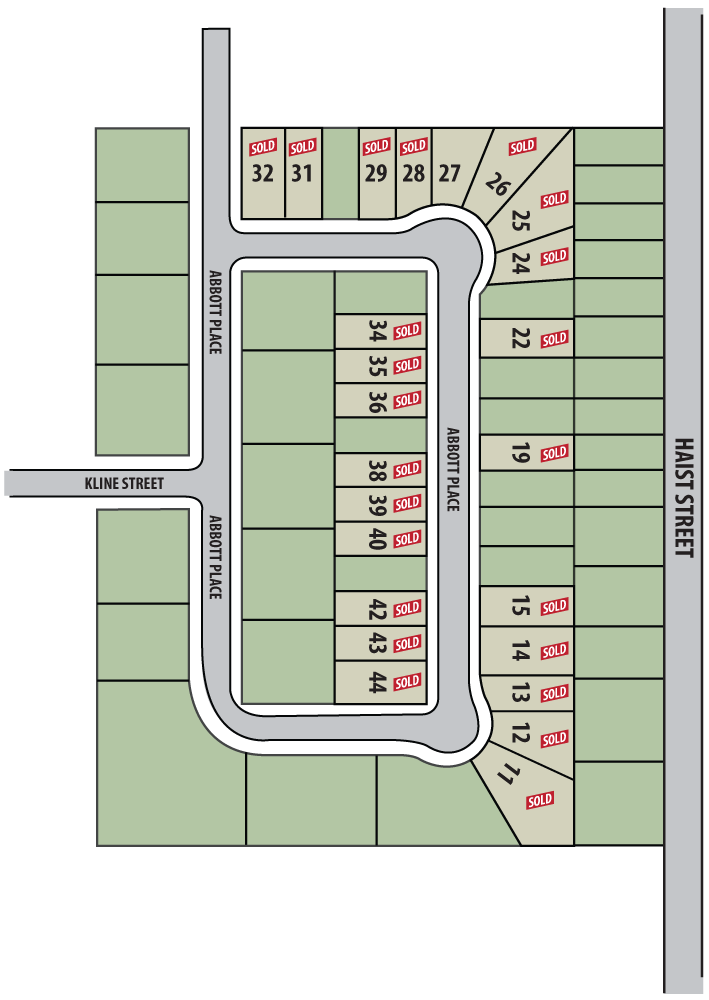 SOLD
32
SOLD
31
SOLD
29
SOLD
28
27
SOLD
26
25
SOLD
24
SOLD
22
SOLD
19
SOLD
15
SOLD
14
SOLD
13
SOLD
12
SOLD
11
SOLD
34
SOLD
35
SOLD
36
SOLD
38
SOLD
39
SOLD
40
SOLD
42
SOLD
43
SOLD
44
SOLD
ABBOTT PLACE
ABBOTT PLACE
KLINE STREET
ABBOTT PLACE
HAIST STREET